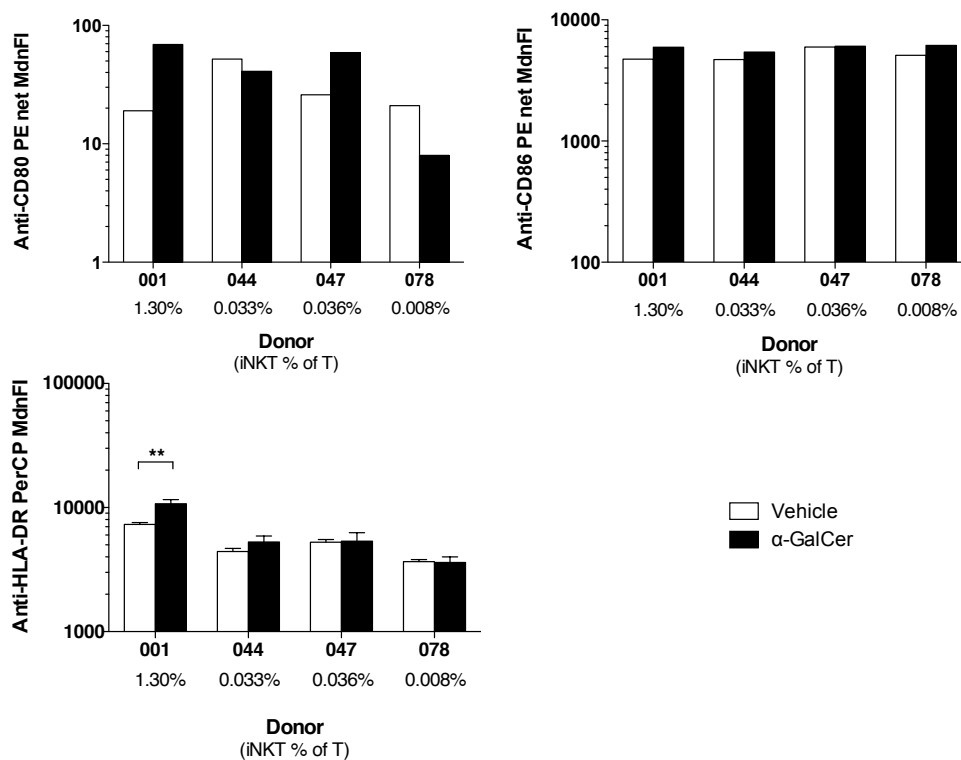 Anti-CD80 PE net MdnFI
100
10
1
001 044 047 078
1.30% 0.033% 0.036% 0.008%
Donor
(iNKT % of T)
Anti-CD86 PE net MdnFI
10000
1000
100
001 044 047 078
1.30% 0.033% 0.036% 0.008%
Donor
(iNKT % of T)
Anti-HLA-DR PerCP MdnFI
100000
10000
1000
**
001 044 047 078
1.30% 0.033% 0.036% 0.008%
Donor
(iNKT % of T)
Vehicle
α-GalCer